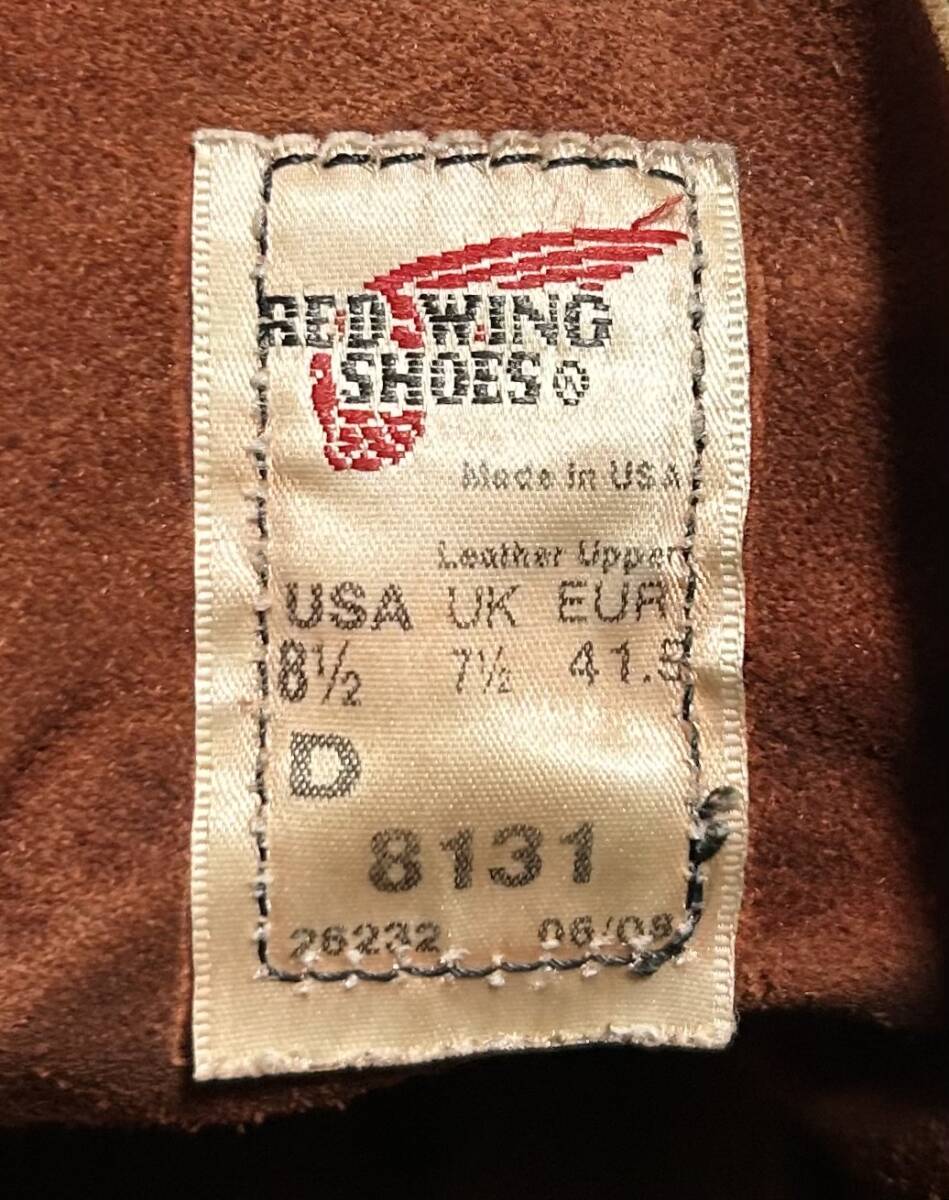 RED WING
SHOES®
Made in USA
Leather Upper
USA UK EUR
8½ 7½ 41.5
D
8131
26232 06/08